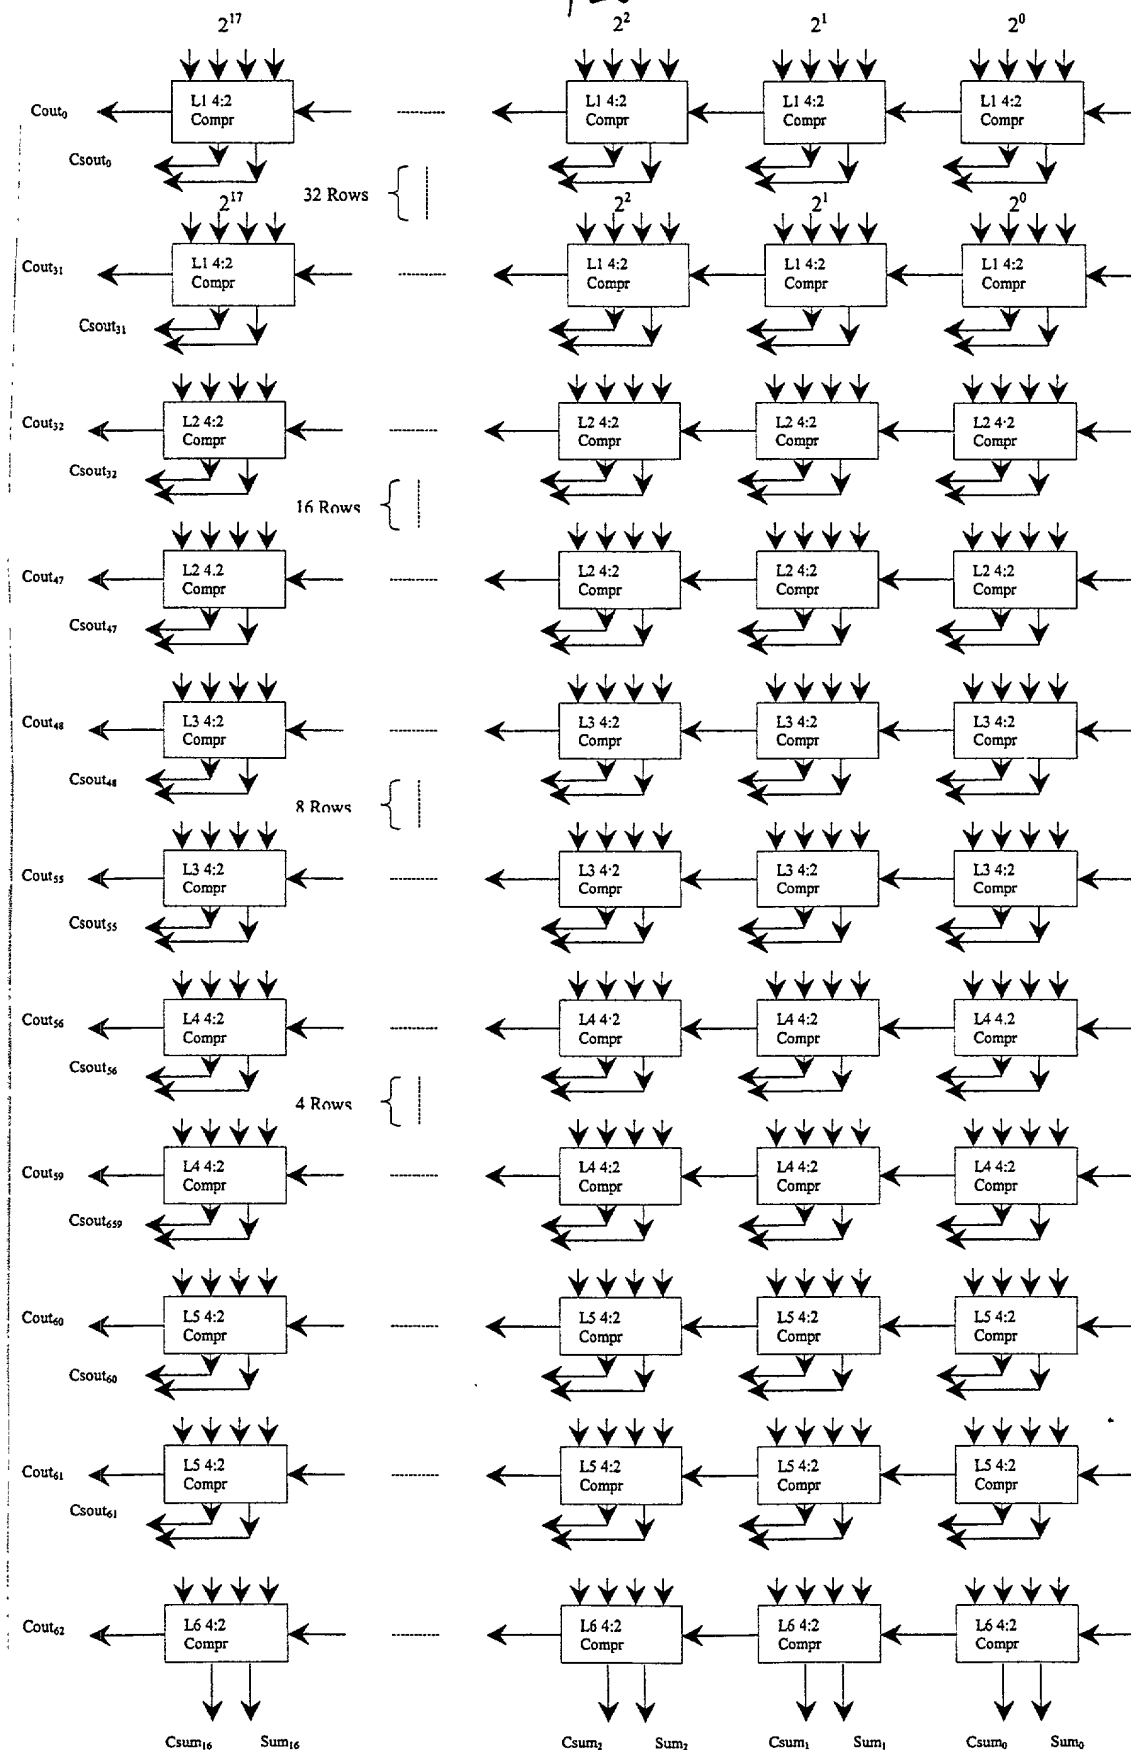 2^17 2^2 2^1 2^0
L1 4:2 Compr L1 4:2 Compr L1 4:2 Compr L1 4:2 Compr
Cout0
Csout0
32 Rows
2^17 2^2 2^1 2^0
L1 4:2 Compr L1 4:2 Compr L1 4:2 Compr L1 4:2 Compr
Cout31
Csout31
L2 4:2 Compr L2 4:2 Compr L2 4:2 Compr L2 4·2 Compr
Cout32
Csout32
16 Rows
L2 4.2 Compr L2 4:2 Compr L2 4:2 Compr L2 4:2 Compr
Cout47
Csout47
L3 4:2 Compr L3 4:2 Compr L3 4:2 Compr L3 4:2 Compr
Cout48
Csout48
8 Rows
L3 4:2 Compr L3 4·2 Compr L3 4:2 Compr L3 4:2 Compr
Cout55
Csout55
L4 4:2 Compr L4 4·2 Compr L4 4:2 Compr L4 4.2 Compr
Cout56
Csout56
4 Rows
L4 4:2 Compr L4 4:2 Compr L4 4:2 Compr L4 4:2 Compr
Cout59
Csout659
L5 4:2 Compr L5 4:2 Compr L5 4:2 Compr L5 4:2 Compr
Cout60
Csout60
L5 4:2 Compr L5 4:2 Compr L5 4:2 Compr L5 4:2 Compr
Cout61
Csout61
L6 4:2 Compr L6 4:2 Compr L6 4:2 Compr L6 4:2 Compr
Cout62
Csum16 Sum16 Csum2 Sum2 Csum1 Sum1 Csum0 Sum0